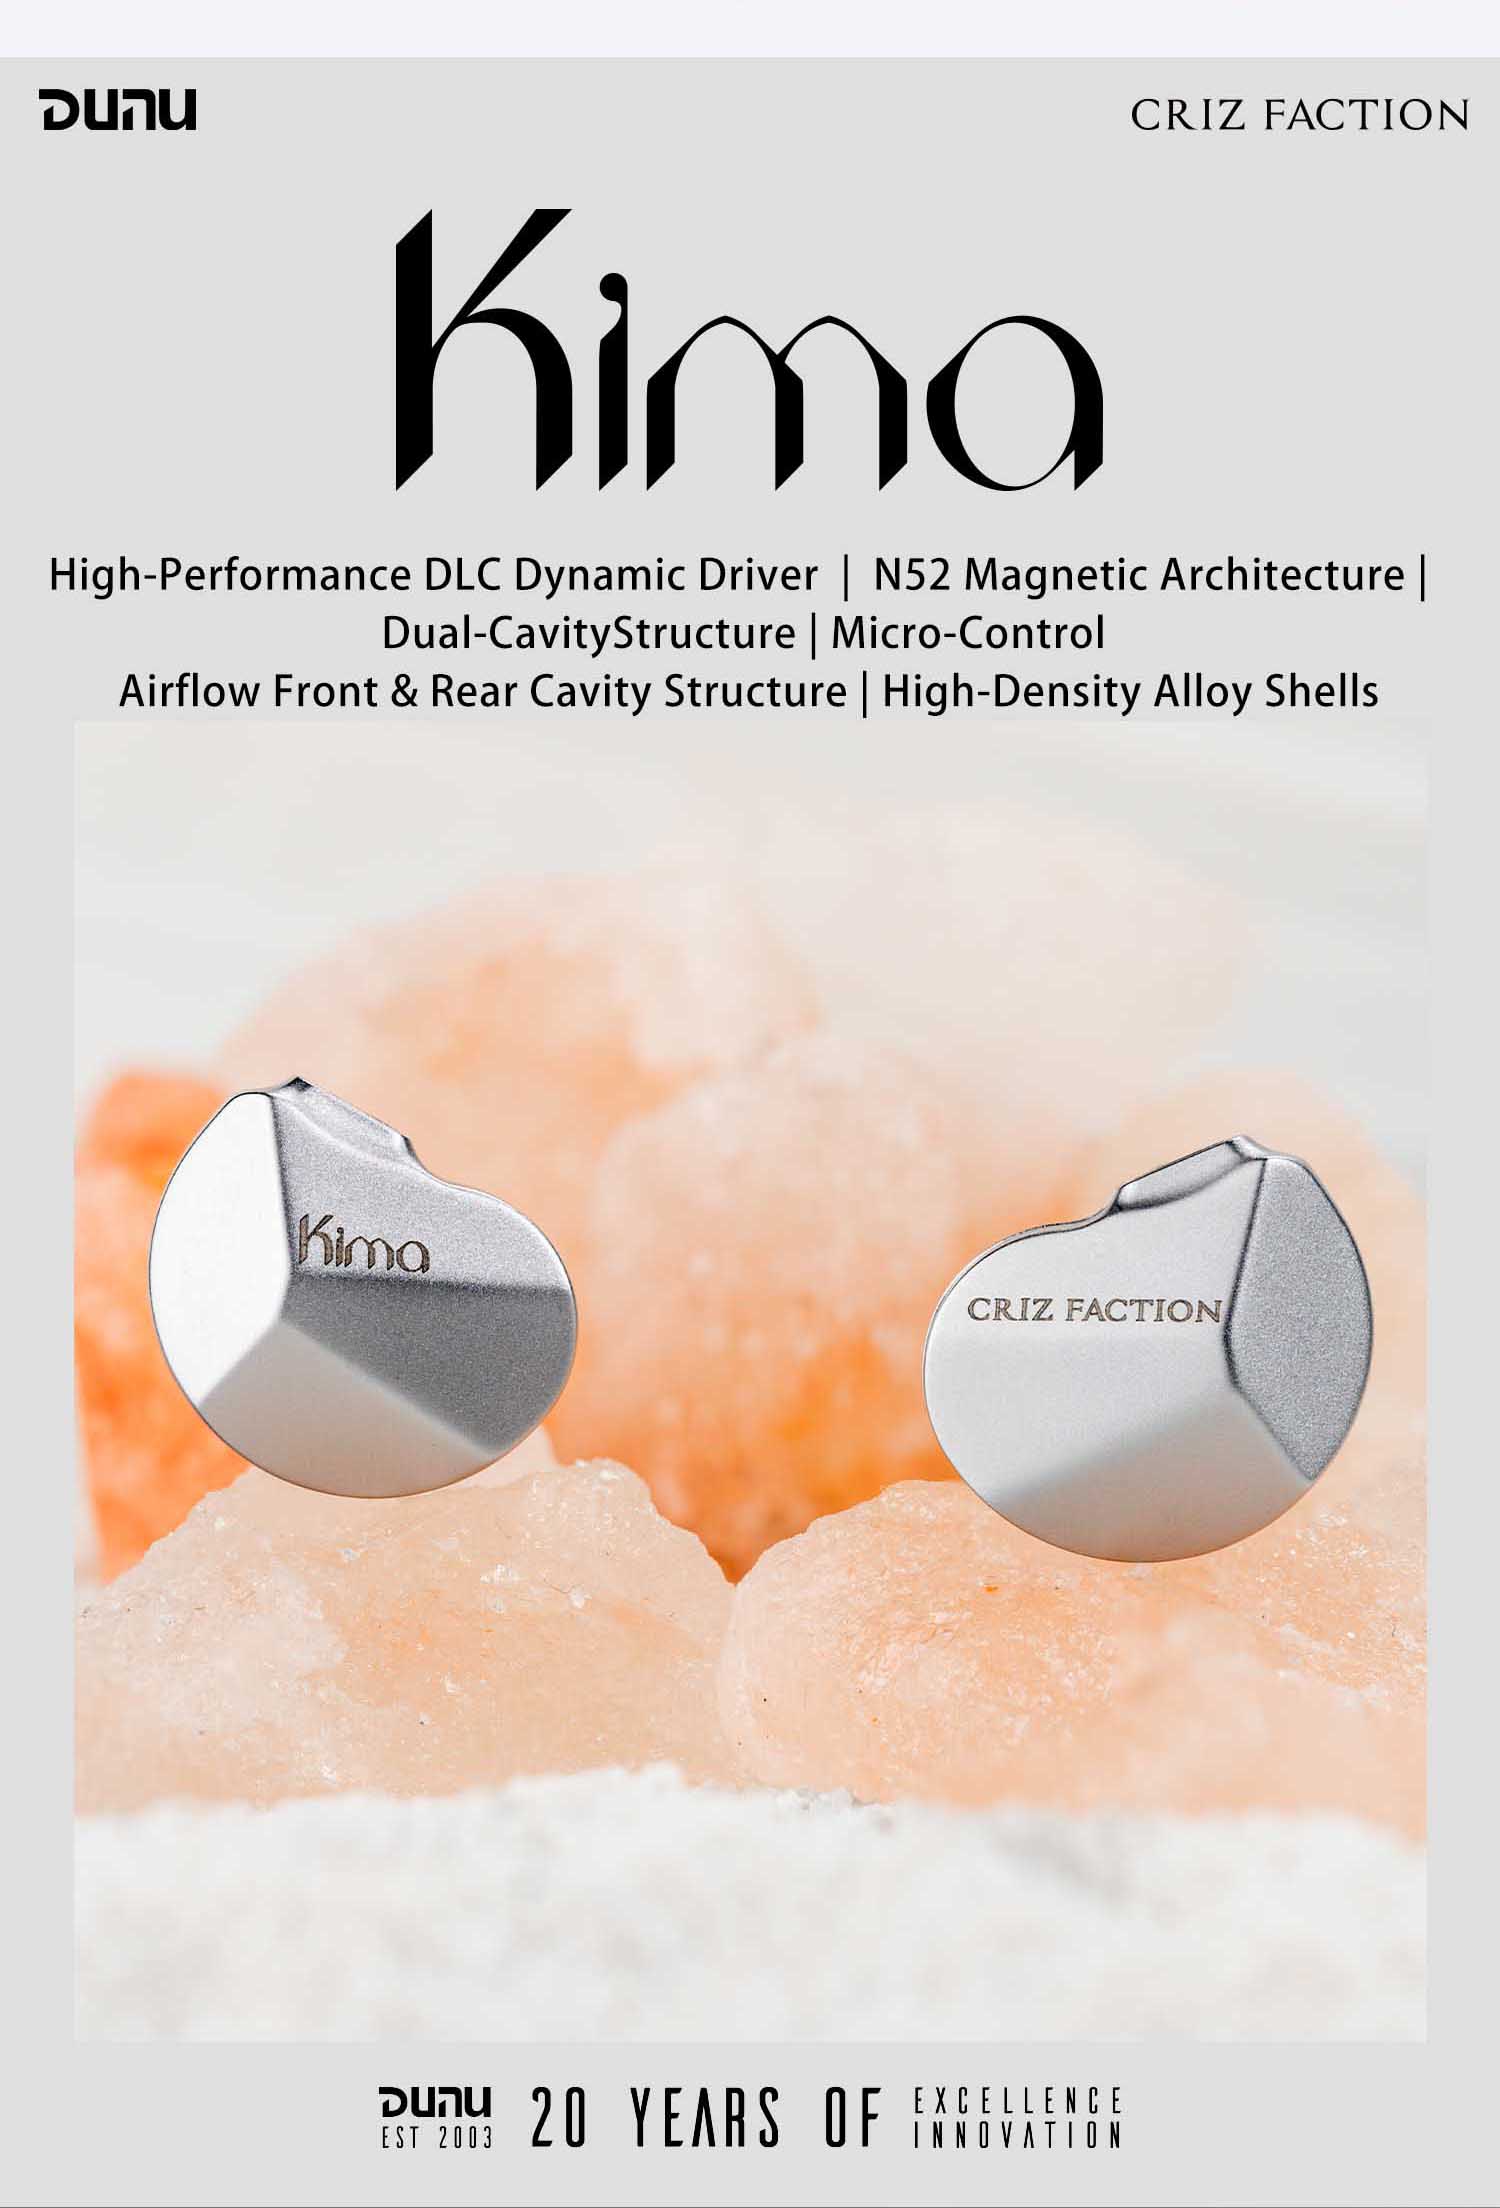 DUNU
CRIZ FACTION
Kima
High-Performance DLC Dynamic Driver | N52 Magnetic Architecture |
Dual-CavityStructure | Micro-Control
Airflow Front & Rear Cavity Structure | High-Density Alloy Shells
Kima
CRIZ FACTION
DUNU
EST 2003
20 YEARS OF
EXCELLENCE
INNOVATION